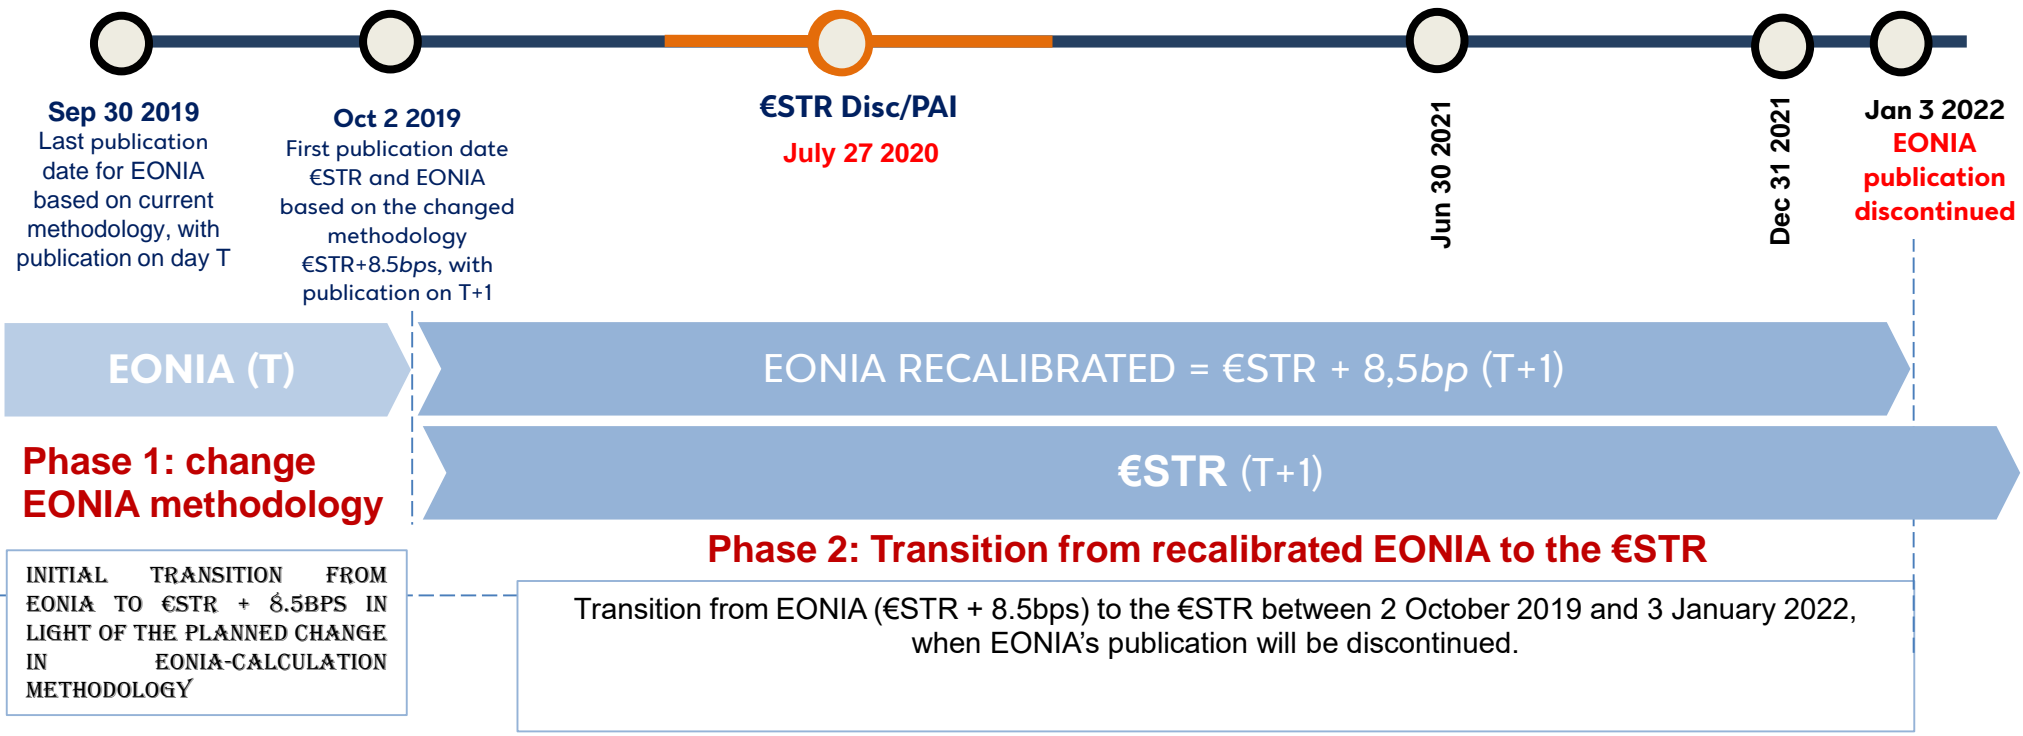 Sep 30 2019
Last publication
date for EONIA
based on current
methodology, with
publication on day T
Oct 2 2019
First publication date
€STR and EONIA
based on the changed
methodology
€STR+8.5bps, with
publication on T+1
€STR Disc/PAI
July 27 2020
Jun 30 2021
Dec 31 2021
Jan 3 2022
EONIA
publication
discontinued
EONIA (T)
EONIA RECALIBRATED = €STR + 8,5bp (T+1)
€STR (T+1)
Phase 1: change
EONIA methodology
Phase 2: Transition from recalibrated EONIA to the €STR
INITIAL TRANSITION FROM
EONIA TO €STR + 8.5BPS IN
LIGHT OF THE PLANNED CHANGE
IN EONIA-CALCULATION
METHODOLOGY
Transition from EONIA (€STR + 8.5bps) to the €STR between 2 October 2019 and 3 January 2022,
when EONIA's publication will be discontinued.